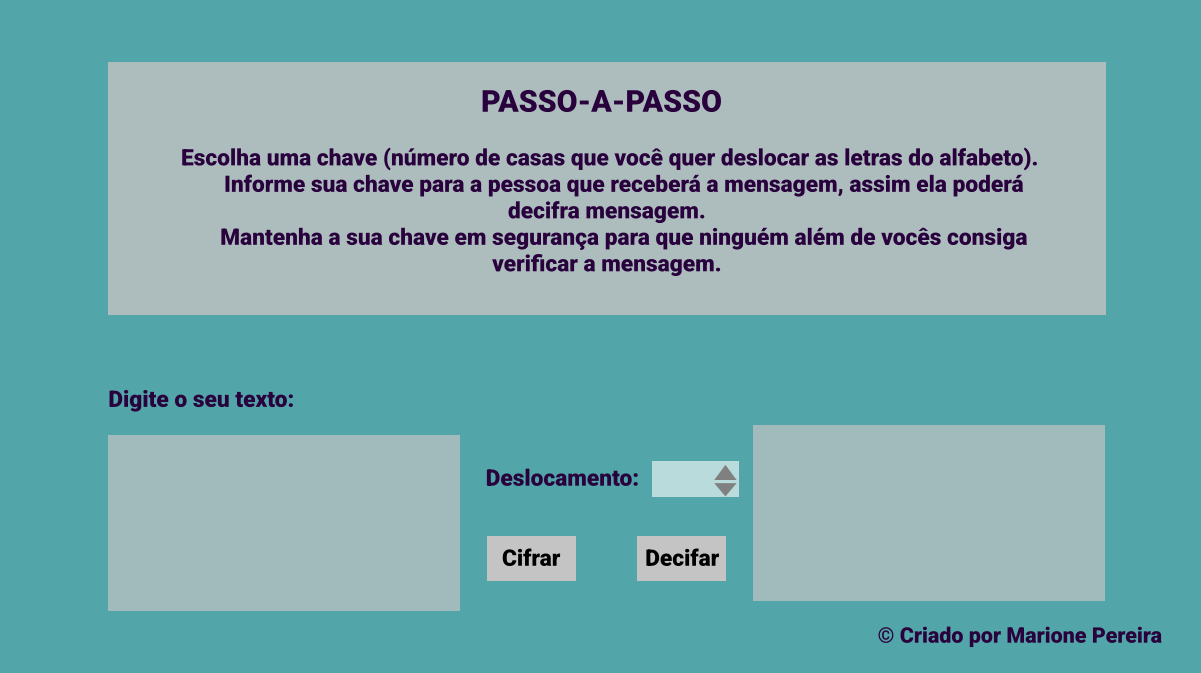 PASSO-A-PASSO
Escolha uma chave (número de casas que você quer deslocar as letras do alfabeto).
Informe sua chave para a pessoa que receberá a mensagem, assim ela poderá
decifra mensagem.
Mantenha a sua chave em segurança para que ninguém além de vocês consiga
verificar a mensagem.
Digite o seu texto:
Deslocamento:
Cifrar
Decifar
© Criado por Marione Pereira